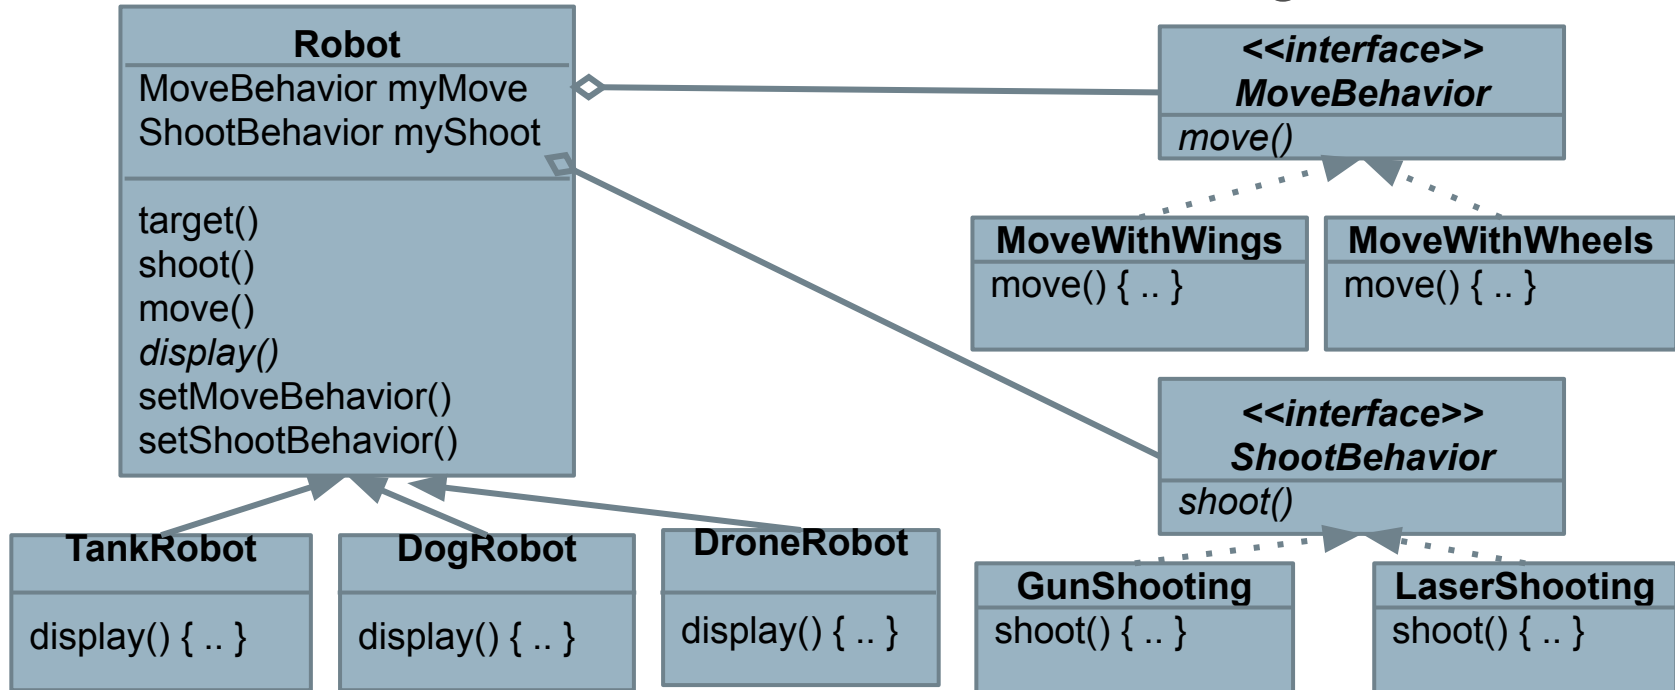 Robot
MoveBehavior myMove
ShootBehavior myShoot
target()
shoot()
move()
display()
setMoveBehavior()
setShootBehavior()
<<interface>>
MoveBehavior
move()
MoveWithWings
move() { .. }
MoveWithWheels
move() { .. }
<<interface>>
ShootBehavior
shoot()
TankRobot
display() { .. }
DogRobot
display() { .. }
DroneRobot
display() { .. }
GunShooting
shoot() { .. }
LaserShooting
shoot() { .. }